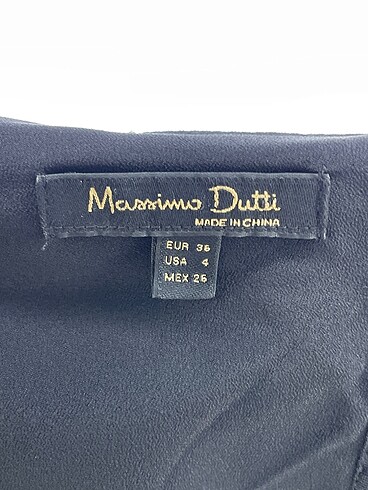 Massimo Dutti
MADE IN CHINA
EUR 36
USA 4
MEX 26